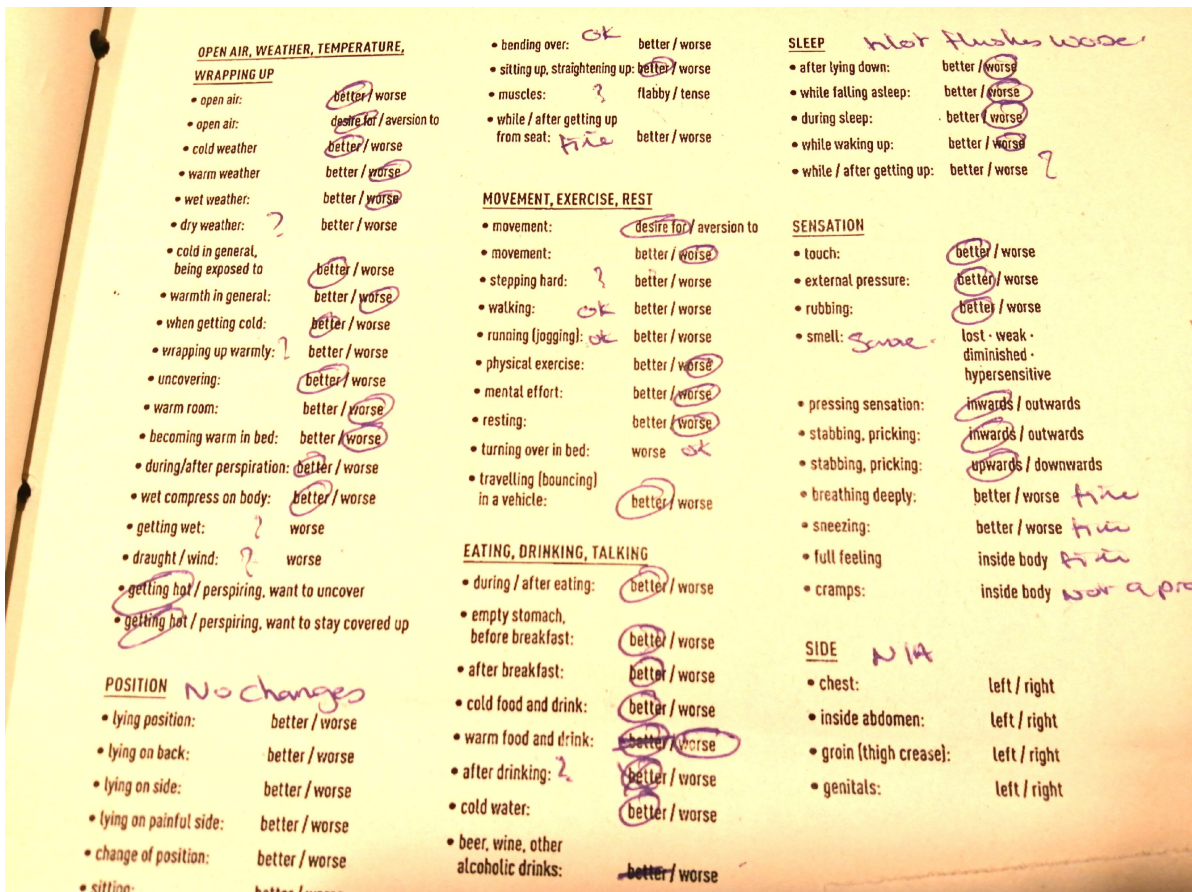 OPEN AIR, WEATHER, TEMPERATURE,
WRAPPING UP
• open air: better / worse
• open air: desire for / aversion to
• cold weather better / worse
• warm weather better / worse
• wet weather: better / worse
• dry weather: ? better / worse
• cold in general,
being exposed to better / worse
• warmth in general: better / worse
• when getting cold: better / worse
• wrapping up warmly: ? better / worse
• uncovering: better / worse
• warm room: better / worse
• becoming warm in bed: better / worse
• during/after perspiration: better / worse
• wet compress on body: better / worse
• getting wet: ? worse
• draught / wind: ? worse
• getting hot / perspiring, want to uncover
• getting hot / perspiring, want to stay covered up
POSITION No changes
• lying position: better / worse
• lying on back: better / worse
• lying on side: better / worse
• lying on painful side: better / worse
• change of position: better / worse
• sitting: better / worse
• bending over: ok better / worse
• sitting up, straightening up: better / worse
• muscles: ? flabby / tense
• while / after getting up
from seat: fine better / worse
MOVEMENT, EXERCISE, REST
• movement: desire for / aversion to
• movement: better / worse
• stepping hard: ? better / worse
• walking: ok better / worse
• running (jogging): ok better / worse
• physical exercise: better / worse
• mental effort: better / worse
• resting: better / worse
• turning over in bed: worse ok
• travelling (bouncing)
in a vehicle: better / worse
EATING, DRINKING, TALKING
• during / after eating: better / worse
• empty stomach,
before breakfast: better / worse
• after breakfast: better / worse
• cold food and drink: better / worse
• warm food and drink: better / worse
• after drinking: ? better / worse
• cold water: better / worse
• beer, wine, other
alcoholic drinks: better / worse
SLEEP Hot flushes worse.
• after lying down: better / worse
• while falling asleep: better / worse
• during sleep: better / worse
• while waking up: better / worse
• while / after getting up: better / worse ?
SENSATION
• touch: better / worse
• external pressure: better / worse
• rubbing: better / worse
• smell: Same. lost · weak ·
diminished ·
hypersensitive
• pressing sensation: inwards / outwards
• stabbing, pricking: inwards / outwards
• stabbing, pricking: upwards / downwards
• breathing deeply: better / worse fine
• sneezing: better / worse fine
• full feeling inside body fine
• cramps: inside body Not a pro
SIDE N/A
• chest: left / right
• inside abdomen: left / right
• groin (thigh crease): left / right
• genitals: left / right